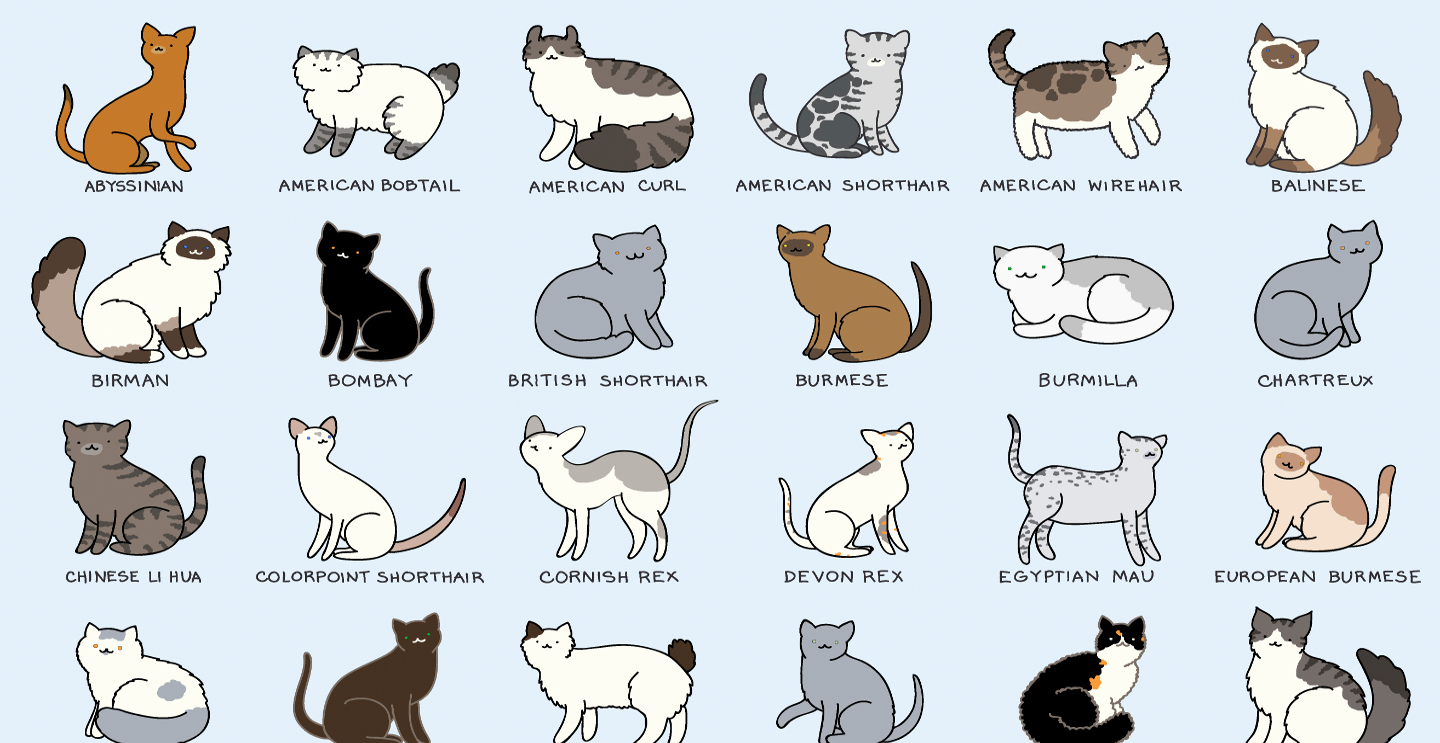 ABYSSINIAN AMERICAN BOBTAIL AMERICAN CURL AMERICAN SHORTHAIR AMERICAN WIREHAIR BALINESE
BIRMAN BOMBAY BRITISH SHORTHAIR BURMESE BURMILLA CHARTREUX
CHINESE LI HUA COLORPOINT SHORTHAIR CORNISH REX DEVON REX EGYPTIAN MAU EUROPEAN BURMESE